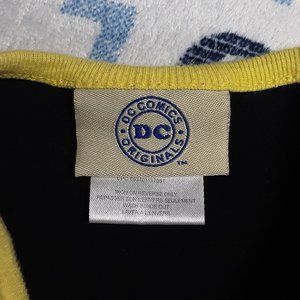 DC COMICS
DC
ORIGINALS
TM
IRON ON REVERSE ONLY
REPASSER SUR L'ENVERS SEULEMENT
WASH INSIDE OUT
LAVER A L'ENVERS